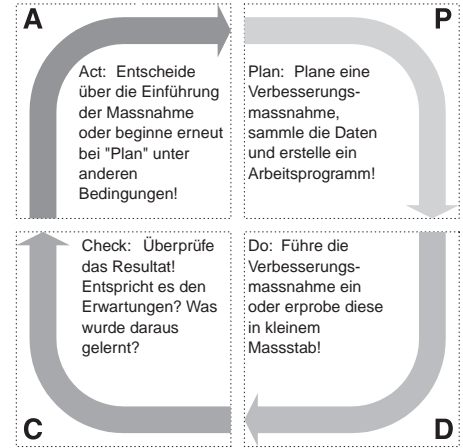 A
Act: Entscheide
über die Einführung
der Massnahme
oder beginne erneut
bei "Plan" unter
anderen
Bedingungen!
P
Plan: Plane eine
Verbesserungs-
massnahme,
sammle die Daten
und erstelle ein
Arbeitsprogramm!
Check: Überprüfe
das Resultat!
Entspricht es den
Erwartungen? Was
wurde daraus
gelernt?
C
Do: Führe die
Verbesserungs-
massnahme ein
oder erprobe diese
in kleinem
Massstab!
D